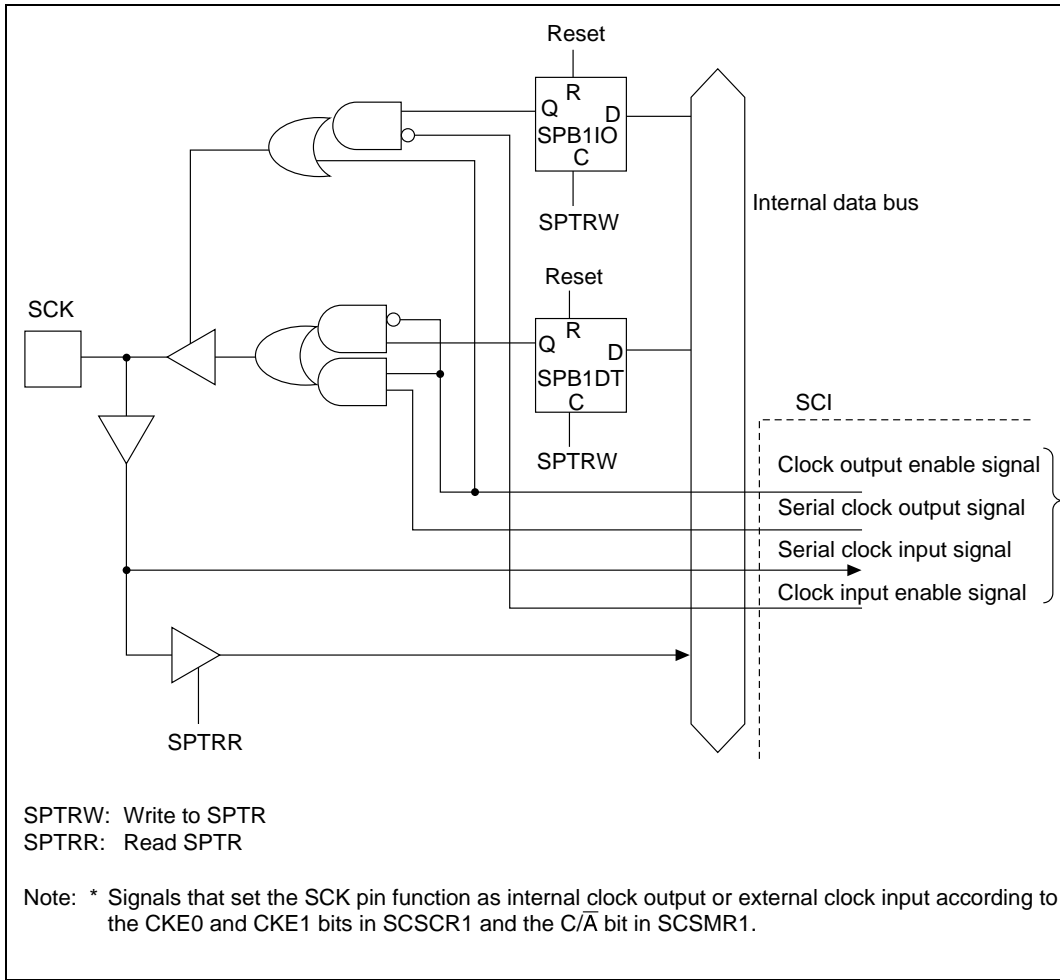 Reset
R
Q
D
SPB1IO
C
Internal data bus
SPTRW
Reset
SCK
R
Q
D
SPB1DT
C
SCI
SPTRW
Clock output enable signal
Serial clock output signal
Serial clock input signal
Clock input enable signal
SPTRR
SPTRW: Write to SPTR
SPTRR: Read SPTR
Note: * Signals that set the SCK pin function as internal clock output or external clock input according to
the CKE0 and CKE1 bits in SCSCR1 and the C/A̅ bit in SCSMR1.